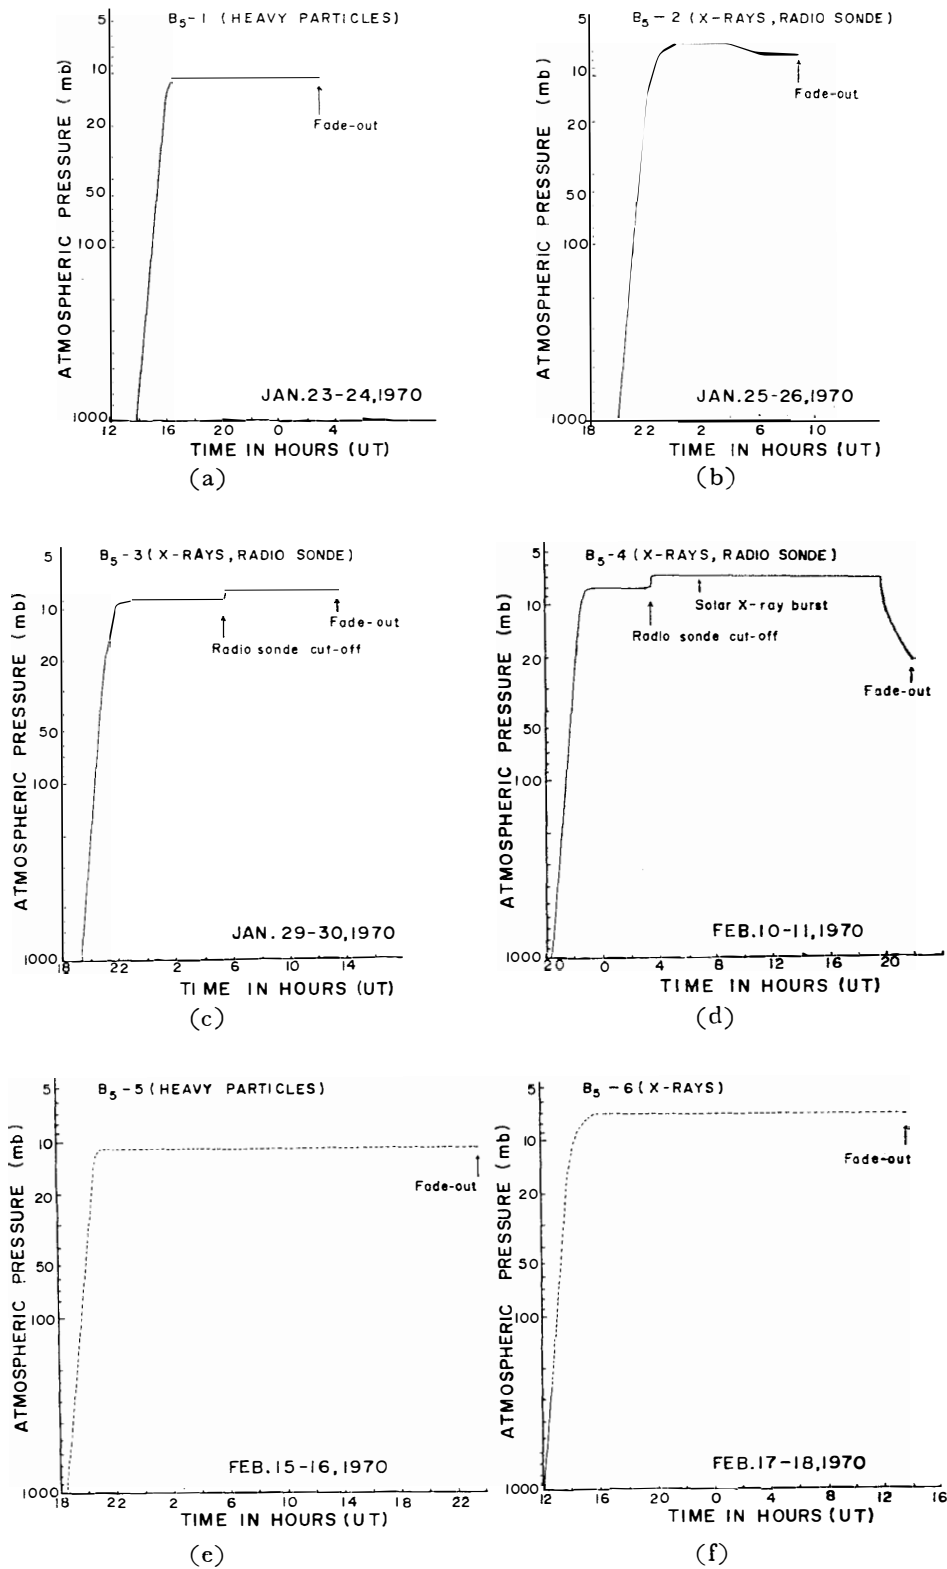 B5-1 (HEAVY PARTICLES)
ATMOSPHERIC PRESSURE (mb)
5
10
20
50
100
1000
Fade-out
JAN.23-24,1970
12 16 20 0 4
TIME IN HOURS (UT)
(a)
B5-2 (X-RAYS, RADIO SONDE)
ATMOSPHERIC PRESSURE (mb)
5
10
20
50
100
1000
Fade-out
JAN.25-26,1970
18 22 2 6 10
TIME IN HOURS (UT)
(b)
B5-3 (X-RAYS, RADIO SONDE)
ATMOSPHERIC PRESSURE (mb)
5
10
20
50
100
1000
Fade-out
Radio sonde cut-off
JAN. 29-30,1970
18 22 2 6 10 14
TIME IN HOURS (UT)
(c)
B5-4 (X-RAYS, RADIO SONDE)
ATMOSPHERIC PRESSURE (mb)
5
10
20
50
100
1000
Solar X-ray burst
Radio sonde cut-off
Fade-out
FEB.10-11,1970
20 0 4 8 12 16 20
TIME IN HOURS (UT)
(d)
B5-5 (HEAVY PARTICLES)
ATMOSPHERIC PRESSURE (mb)
5
10
20
50
100
1000
Fade-out
FEB.15-16,1970
18 22 2 6 10 14 18 22
TIME IN HOURS (UT)
(e)
B5-6 (X-RAYS)
ATMOSPHERIC PRESSURE (mb)
5
10
20
50
100
1000
Fade-out
FEB.17-18,1970
12 16 20 0 4 8 12 16
TIME IN HOURS (UT)
(f)